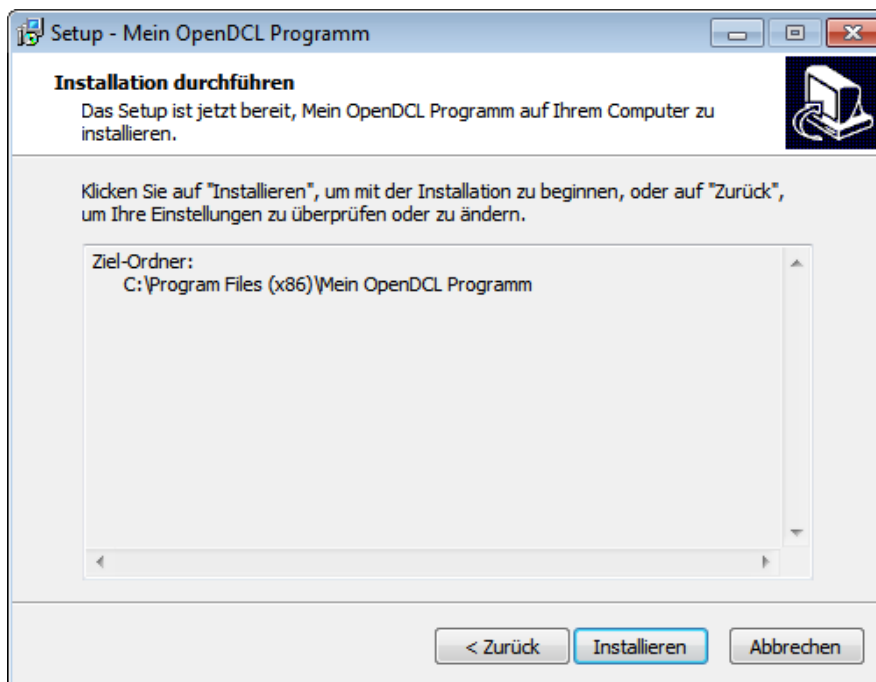 Setup - Mein OpenDCL Programm
Installation durchführen
Das Setup ist jetzt bereit, Mein OpenDCL Programm auf Ihrem Computer zu
installieren.
Klicken Sie auf "Installieren", um mit der Installation zu beginnen, oder auf "Zurück",
um Ihre Einstellungen zu überprüfen oder zu ändern.
Ziel-Ordner:
C:\Program Files (x86)\Mein OpenDCL Programm
< Zurück
Installieren
Abbrechen